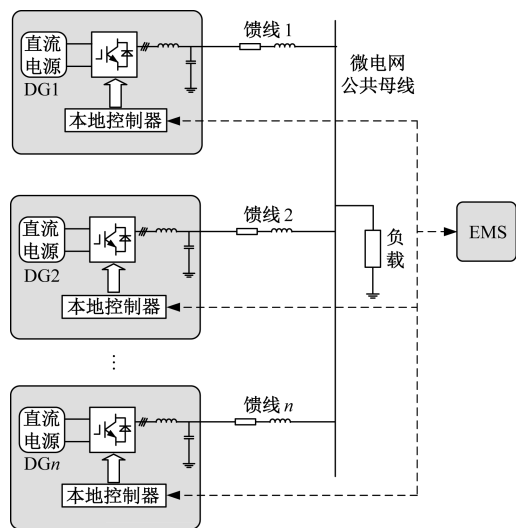 直流
电源
DG1
本地控制器
馈线 1
微电网
公共母线
直流
电源
DG2
本地控制器
馈线 2
负
载
EMS
⋮
直流
电源
DGn
本地控制器
馈线 n